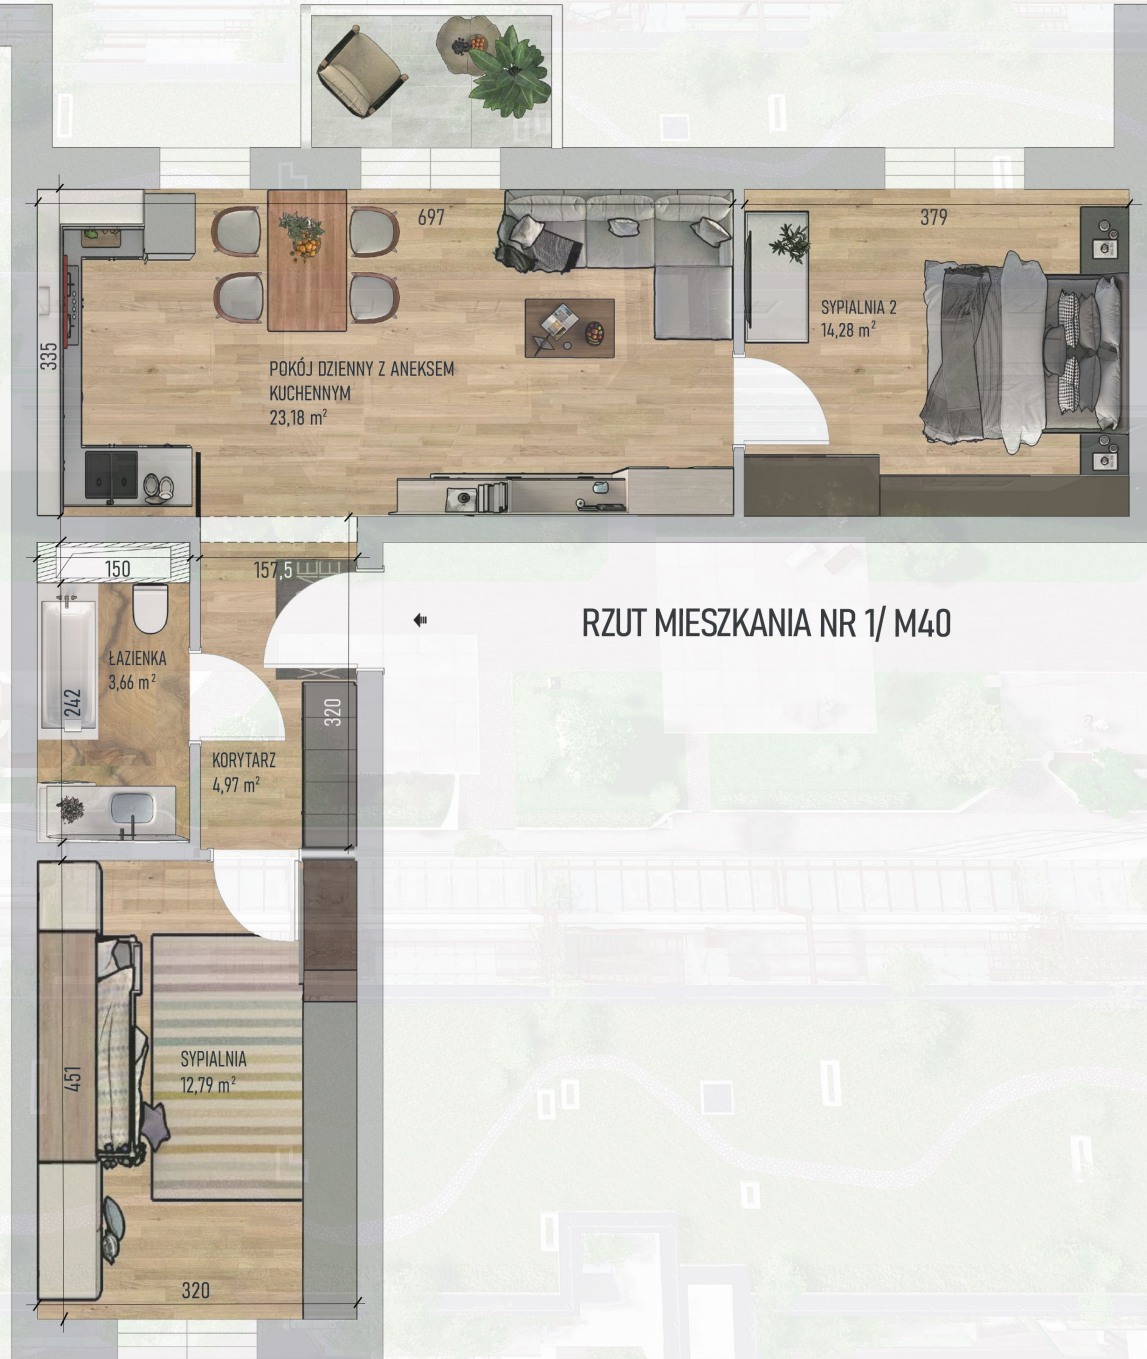 697
379
335
SYPIALNIA 2
14,28 m²
POKÓJ DZIENNY Z ANEKSEM
KUCHENNYM
23,18 m²
150
157,5
RZUT MIESZKANIA NR 1/ M40
ŁAZIENKA
3,66 m²
242
320
KORYTARZ
4,97 m²
SYPIALNIA
12,79 m²
451
320